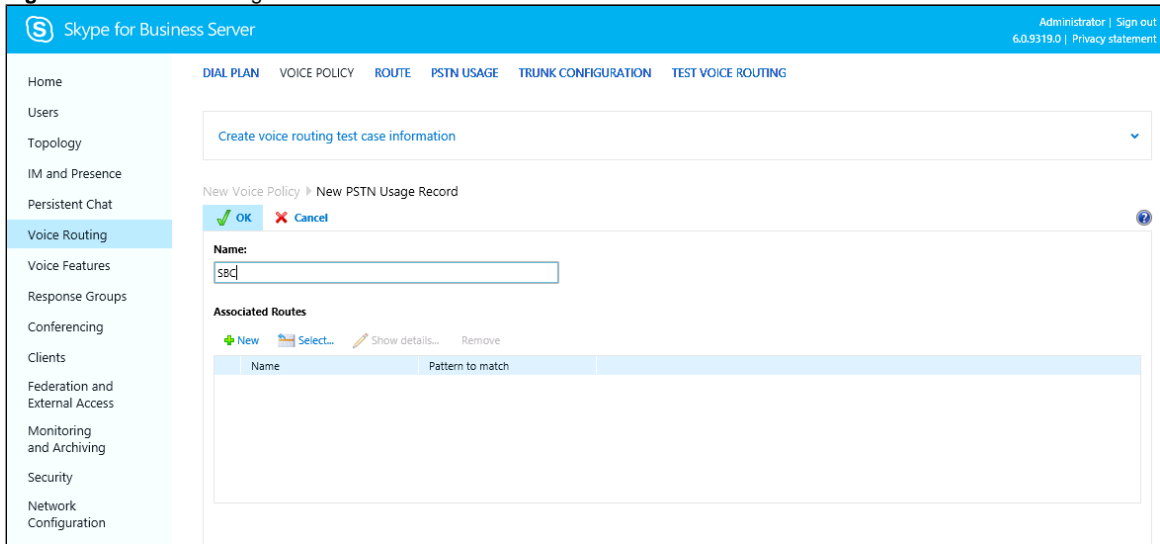 Skype for Business Server
Administrator | Sign out
6.0.9319.0 | Privacy statement
Home
Users
Topology
IM and Presence
Persistent Chat
Voice Routing
Voice Features
Response Groups
Conferencing
Clients
Federation and
External Access
Monitoring
and Archiving
Security
Network
Configuration
DIAL PLAN VOICE POLICY ROUTE PSTN USAGE TRUNK CONFIGURATION TEST VOICE ROUTING
Create voice routing test case information
New Voice Policy New PSTN Usage Record
OK Cancel
Name:
SBC
Associated Routes
New Select... Show details... Remove
Name Pattern to match